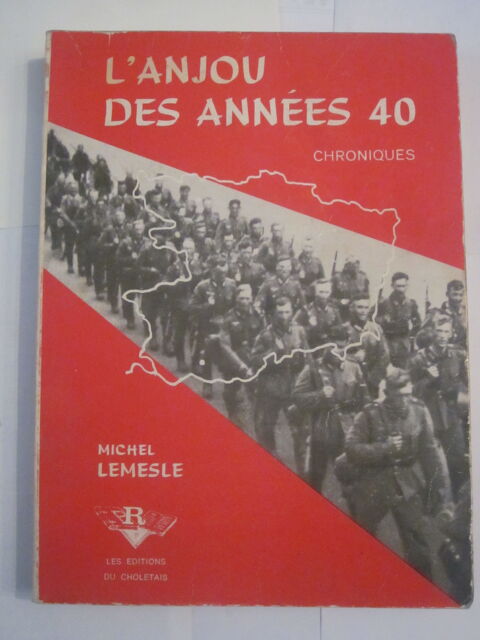 L'ANJOU
DES ANNÉES 40
CHRONIQUES
MICHEL
LEMESLE
R
LES EDITIONS
DU CHOLETAIS